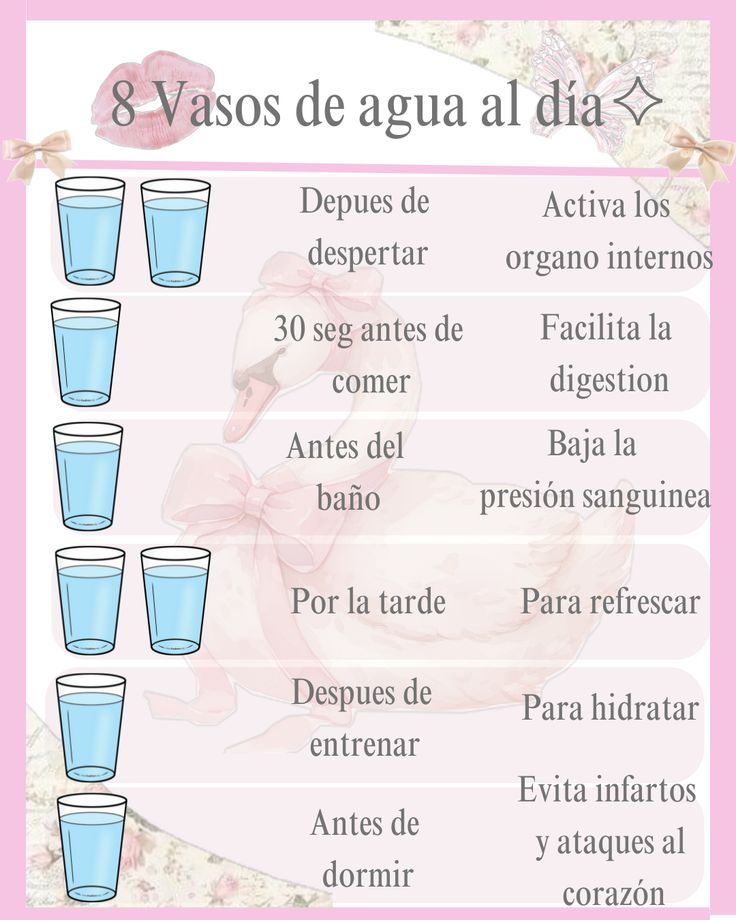 8 Vasos de agua al día
Depues de
despertar
Activa los
organo internos
30 seg antes de
comer
Facilita la
digestion
Antes del
baño
Baja la
presión sanguinea
Por la tarde
Para refrescar
Despues de
entrenar
Para hidratar
Antes de
dormir
Evita infartos
y ataques al
corazón